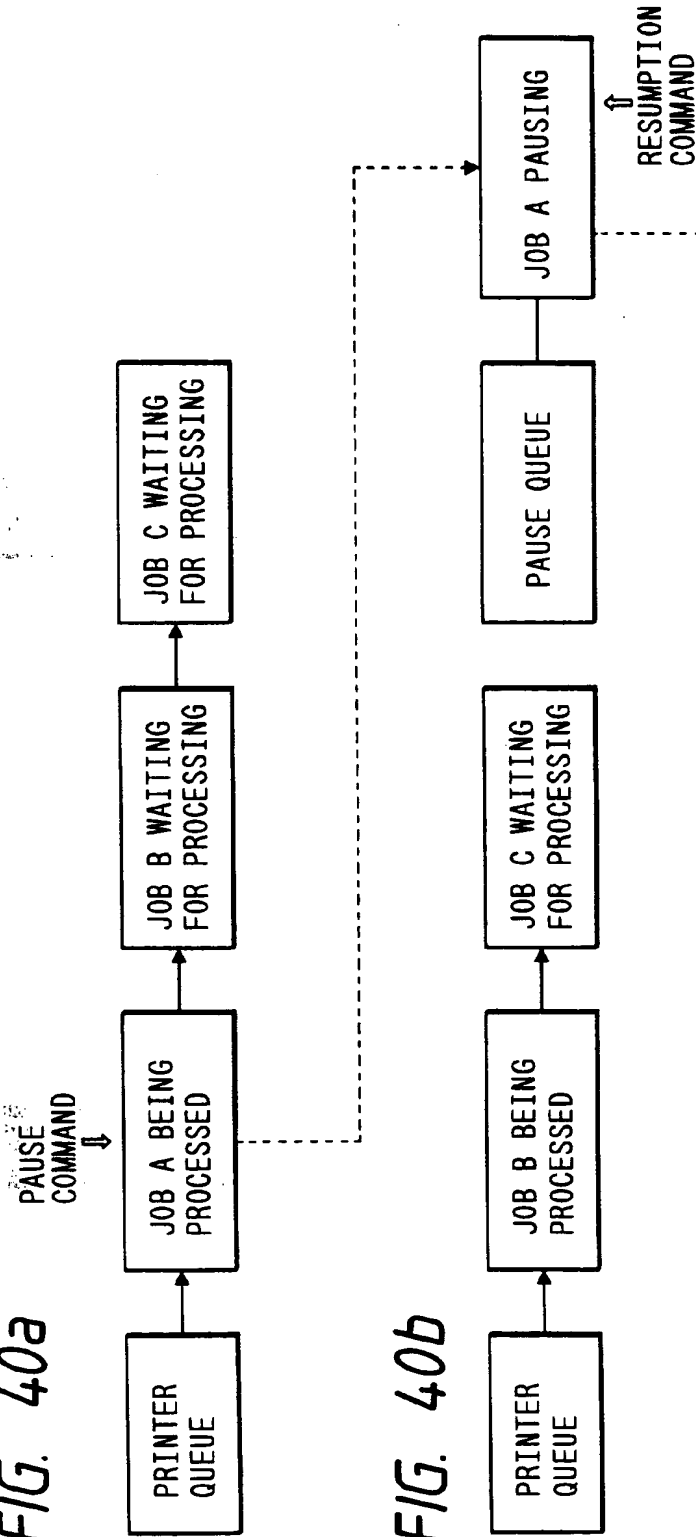 FIG. 40a
PAUSE
COMMAND
PRINTER
QUEUE
JOB A BEING
PROCESSED
JOB B WAITING
FOR PROCESSING
JOB C WAITING
FOR PROCESSING
FIG. 40b
PRINTER
QUEUE
JOB B BEING
PROCESSED
JOB C WAITING
FOR PROCESSING
PAUSE QUEUE
JOB A PAUSING
RESUMPTION
COMMAND